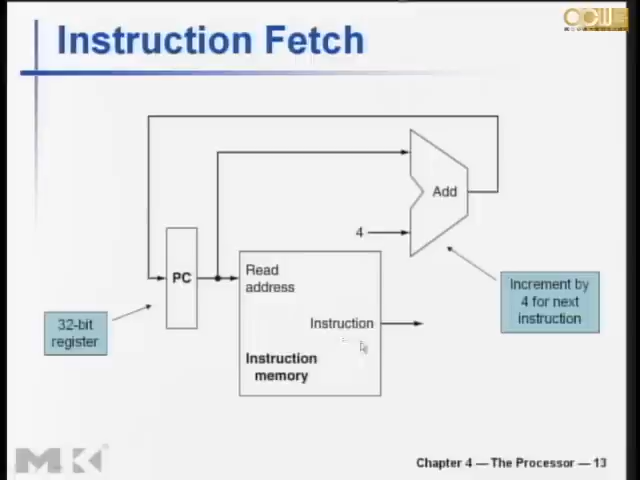 Instruction Fetch
Add
4
PC
Read
address
Increment by
4 for next
instruction
32-bit
register
Instruction
Instruction
memory
MK
Chapter 4 — The Processor — 13